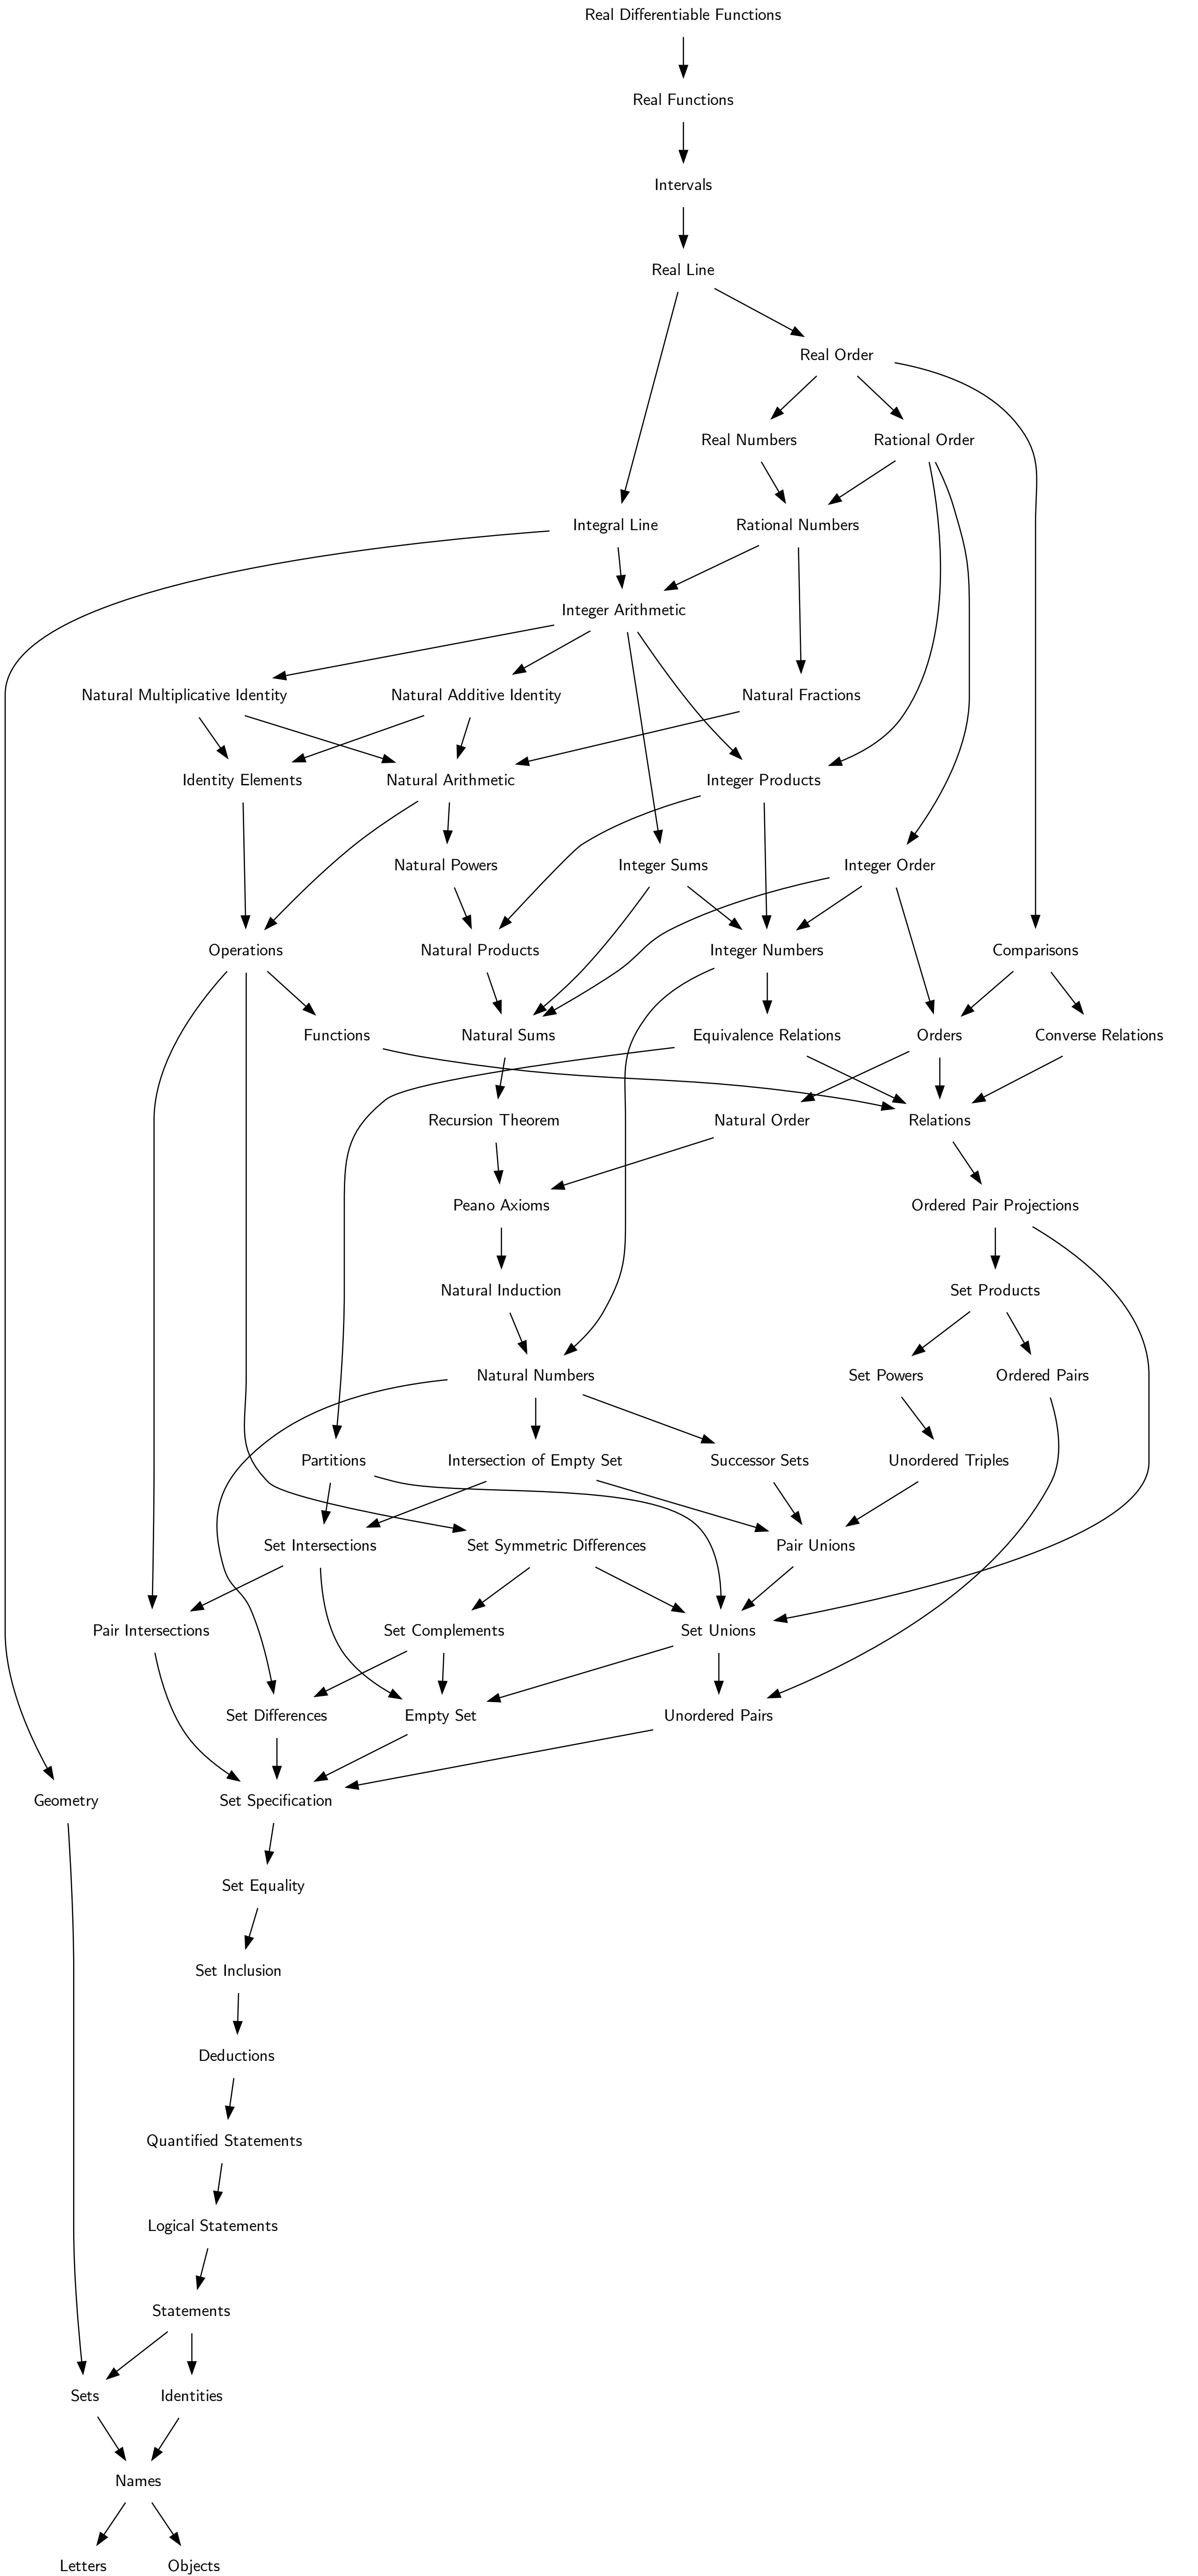 Real Differentiable Functions
Real Functions
Intervals
Real Line
Real Order
Real Numbers
Rational Order
Integral Line
Rational Numbers
Integer Arithmetic
Natural Multiplicative Identity
Natural Additive Identity
Natural Fractions
Identity Elements
Natural Arithmetic
Integer Products
Natural Powers
Integer Sums
Integer Order
Operations
Natural Products
Integer Numbers
Comparisons
Functions
Natural Sums
Equivalence Relations
Orders
Converse Relations
Recursion Theorem
Natural Order
Relations
Peano Axioms
Ordered Pair Projections
Natural Induction
Set Products
Natural Numbers
Set Powers
Ordered Pairs
Partitions
Intersection of Empty Set
Successor Sets
Unordered Triples
Set Intersections
Set Symmetric Differences
Pair Unions
Pair Intersections
Set Complements
Set Unions
Set Differences
Empty Set
Unordered Pairs
Geometry
Set Specification
Set Equality
Set Inclusion
Deductions
Quantified Statements
Logical Statements
Statements
Sets
Identities
Names
Letters
Objects